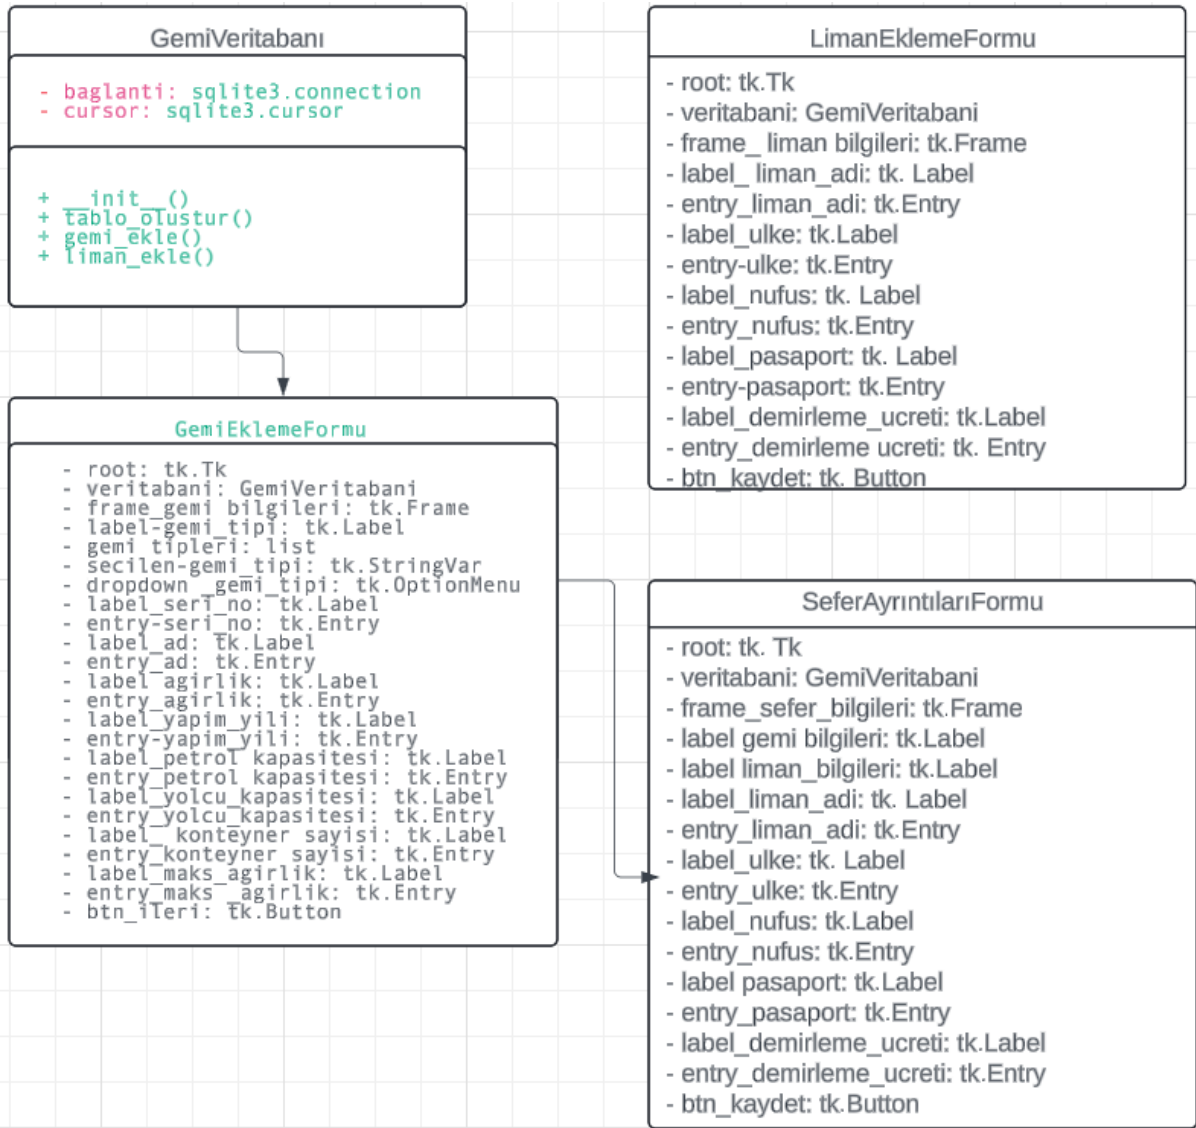 GemiVeritabanı
- baglanti: sqlite3.connection
- cursor: sqlite3.cursor
+ __init__()
+ tablo_olustur()
+ gemi_ekle()
+ liman_ekle()
GemiEklemeFormu
- root: tk.Tk
- veritabani: GemiVeritabani
- frame_gemi bilgileri: tk.Frame
- label-gemi_tipi: tk.Label
- gemi tipleri: list
- secilen-gemi_tipi: tk.StringVar
- dropdown _gemi_tipi: tk.OptionMenu
- label_seri_no: tk.Label
- entry-seri_no: tk.Entry
- label_ad: tk.Label
- entry_ad: tk.Entry
- label_agirlik: tk.Label
- entry_agirlik: tk.Entry
- label_yapim_yili: tk.Label
- entry-yapim_yili: tk.Entry
- label_petrol kapasitesi: tk.Label
- entry_petrol kapasitesi: tk.Entry
- label_yolcu_kapasitesi: tk.Label
- entry_yolcu_kapasitesi: tk.Entry
- label_ konteyner sayisi: tk.Label
- entry_konteyner sayisi: tk.Entry
- label_maks_agirlik: tk.Label
- entry_maks _agirlik: tk.Entry
- btn_ileri: tk.Button
LimanEklemeFormu
- root: tk.Tk
- veritabani: GemiVeritabani
- frame_ liman bilgileri: tk.Frame
- label_ liman_adi: tk. Label
- entry_liman_adi: tk.Entry
- label_ulke: tk.Label
- entry-ulke: tk.Entry
- label_nufus: tk. Label
- entry_nufus: tk.Entry
- label_pasaport: tk. Label
- entry-pasaport: tk.Entry
- label_demirleme_ucreti: tk.Label
- entry_demirleme ucreti: tk. Entry
- btn_kaydet: tk. Button
SeferAyrıntılarıFormu
- root: tk. Tk
- veritabani: GemiVeritabani
- frame_sefer_bilgileri: tk.Frame
- label gemi bilgileri: tk.Label
- label liman_bilgileri: tk.Label
- label_liman_adi: tk. Label
- entry_liman_adi: tk.Entry
- label_ulke: tk. Label
- entry_ulke: tk.Entry
- label_nufus: tk.Label
- entry_nufus: tk.Entry
- label pasaport: tk.Label
- entry_pasaport: tk.Entry
- label_demirleme_ucreti: tk.Label
- entry_demirleme_ucreti: tk.Entry
- btn_kaydet: tk.Button